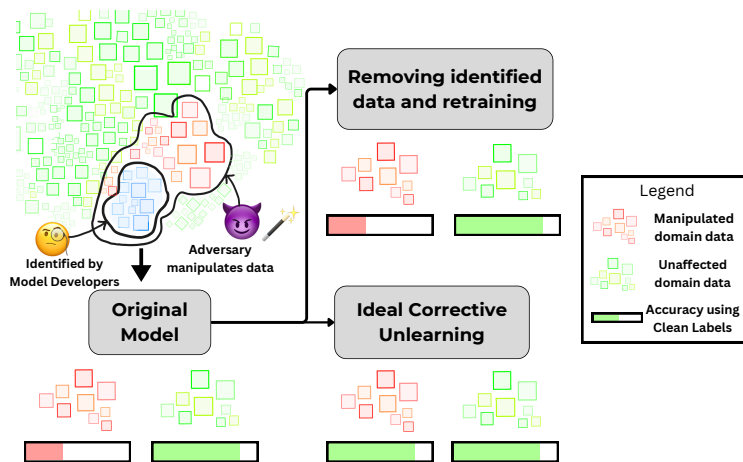 Removing identified
data and retraining
Legend
Manipulated
domain data
Unaffected
domain data
Accuracy using
Clean Labels
Identified by
Model Developers
Adversary
manipulates data
Original
Model
Ideal Corrective
Unlearning